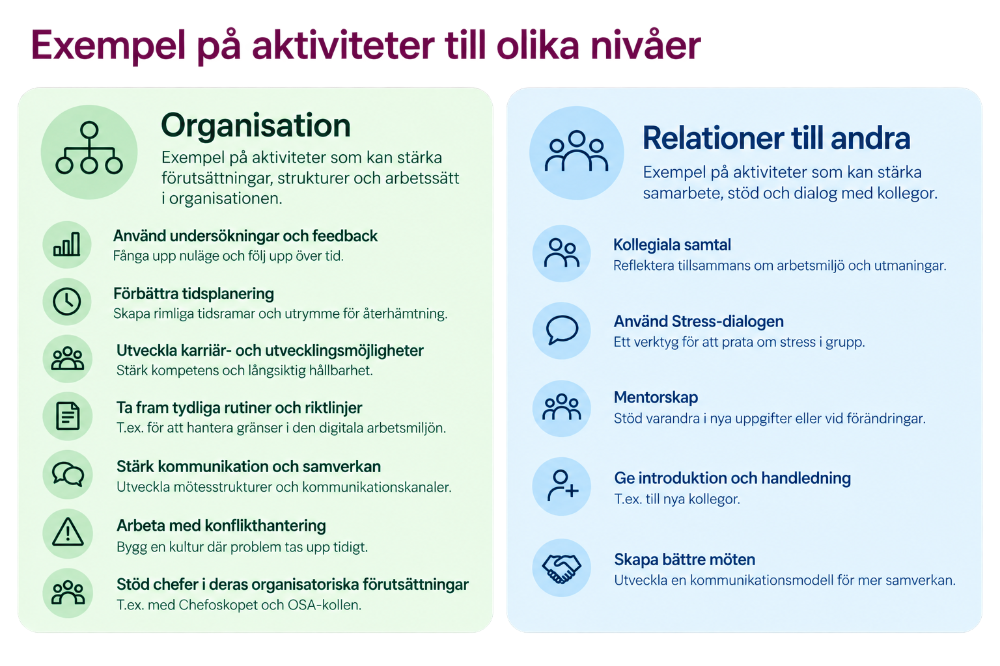 Exempel på aktiviteter till olika nivåer
Organisation
Exempel på aktiviteter som kan stärka
förutsättningar, strukturer och arbetssätt
i organisationen.
Använd undersökningar och feedback
Fånga upp nuläge och följ upp över tid.
Förbättra tidsplanering
Skapa rimliga tidsramar och utrymme för återhämtning.
Utveckla karriär- och utvecklingsmöjligheter
Stärk kompetens och långsiktig hållbarhet.
Ta fram tydliga rutiner och riktlinjer
T.ex. för att hantera gränser i den digitala arbetsmiljön.
Stärk kommunikation och samverkan
Utveckla mötesstrukturer och kommunikationskanaler.
Arbeta med konflikthantering
Bygg en kultur där problem tas upp tidigt.
Stöd chefer i deras organisatoriska förutsättningar
T.ex. med Chefoskopet och OSA-kollen.
Relationer till andra
Exempel på aktiviteter som kan stärka
samarbete, stöd och dialog med kollegor.
Kollegiala samtal
Reflektera tillsammans om arbetsmiljö och utmaningar.
Använd Stress-dialogen
Ett verktyg för att prata om stress i grupp.
Mentorskap
Stöd varandra i nya uppgifter eller vid förändringar.
Ge introduktion och handledning
T.ex. till nya kollegor.
Skapa bättre möten
Utveckla en kommunikationsmodell för mer samverkan.